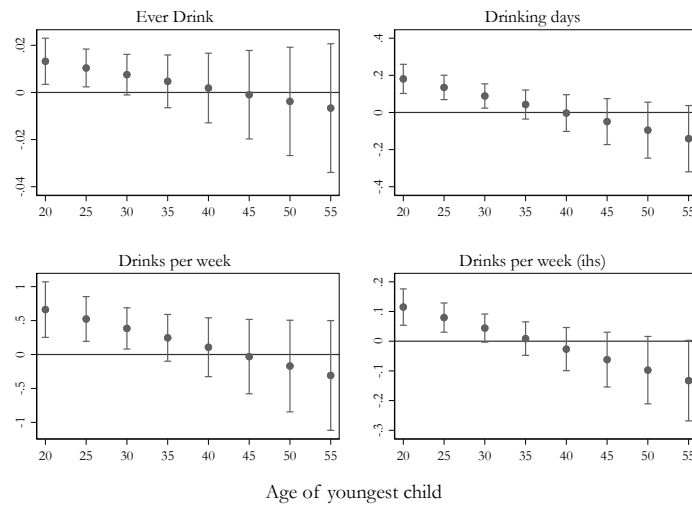 Ever Drink
.02
0
-.02
-.04
20 25 30 35 40 45 50 55
Drinking days
.4
.2
0
-.2
-.4
20 25 30 35 40 45 50 55
Drinks per week
1
.5
0
-.5
-1
20 25 30 35 40 45 50 55
Drinks per week (ihs)
.2
.1
0
-.1
-.2
-.3
20 25 30 35 40 45 50 55
Age of youngest child